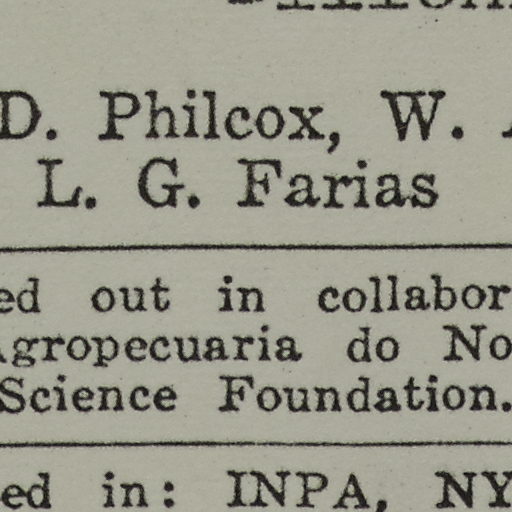 D. Philcox, W.
L. G. Farias
ed out in collabor
Agropecuaria do No
Science Foundation.
ed in: INPA, NY